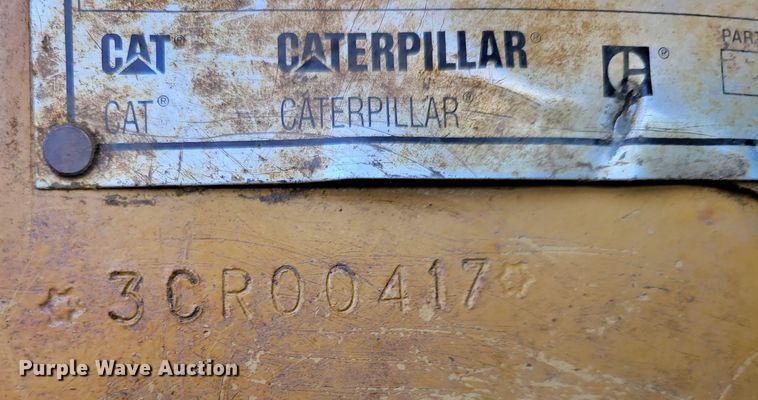 CAT® CATERPILLAR® ®
PART
CAT® CATERPILLAR®
*3CR00417*
Purple Wave Auction